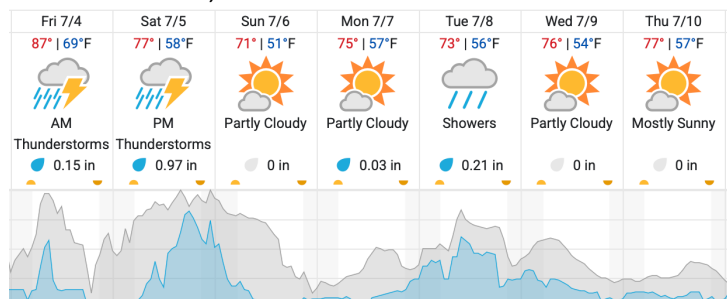 Fri 7/4 Sat 7/5 Sun 7/6 Mon 7/7 Tue 7/8 Wed 7/9 Thu 7/10
87° | 69°F 77° | 58°F 71° | 51°F 75° | 57°F 73° | 56°F 76° | 54°F 77° | 57°F
AM PM Partly Cloudy Partly Cloudy Showers Partly Cloudy Mostly Sunny
Thunderstorms Thunderstorms
0.15 in 0.97 in 0 in 0.03 in 0.21 in 0 in 0 in